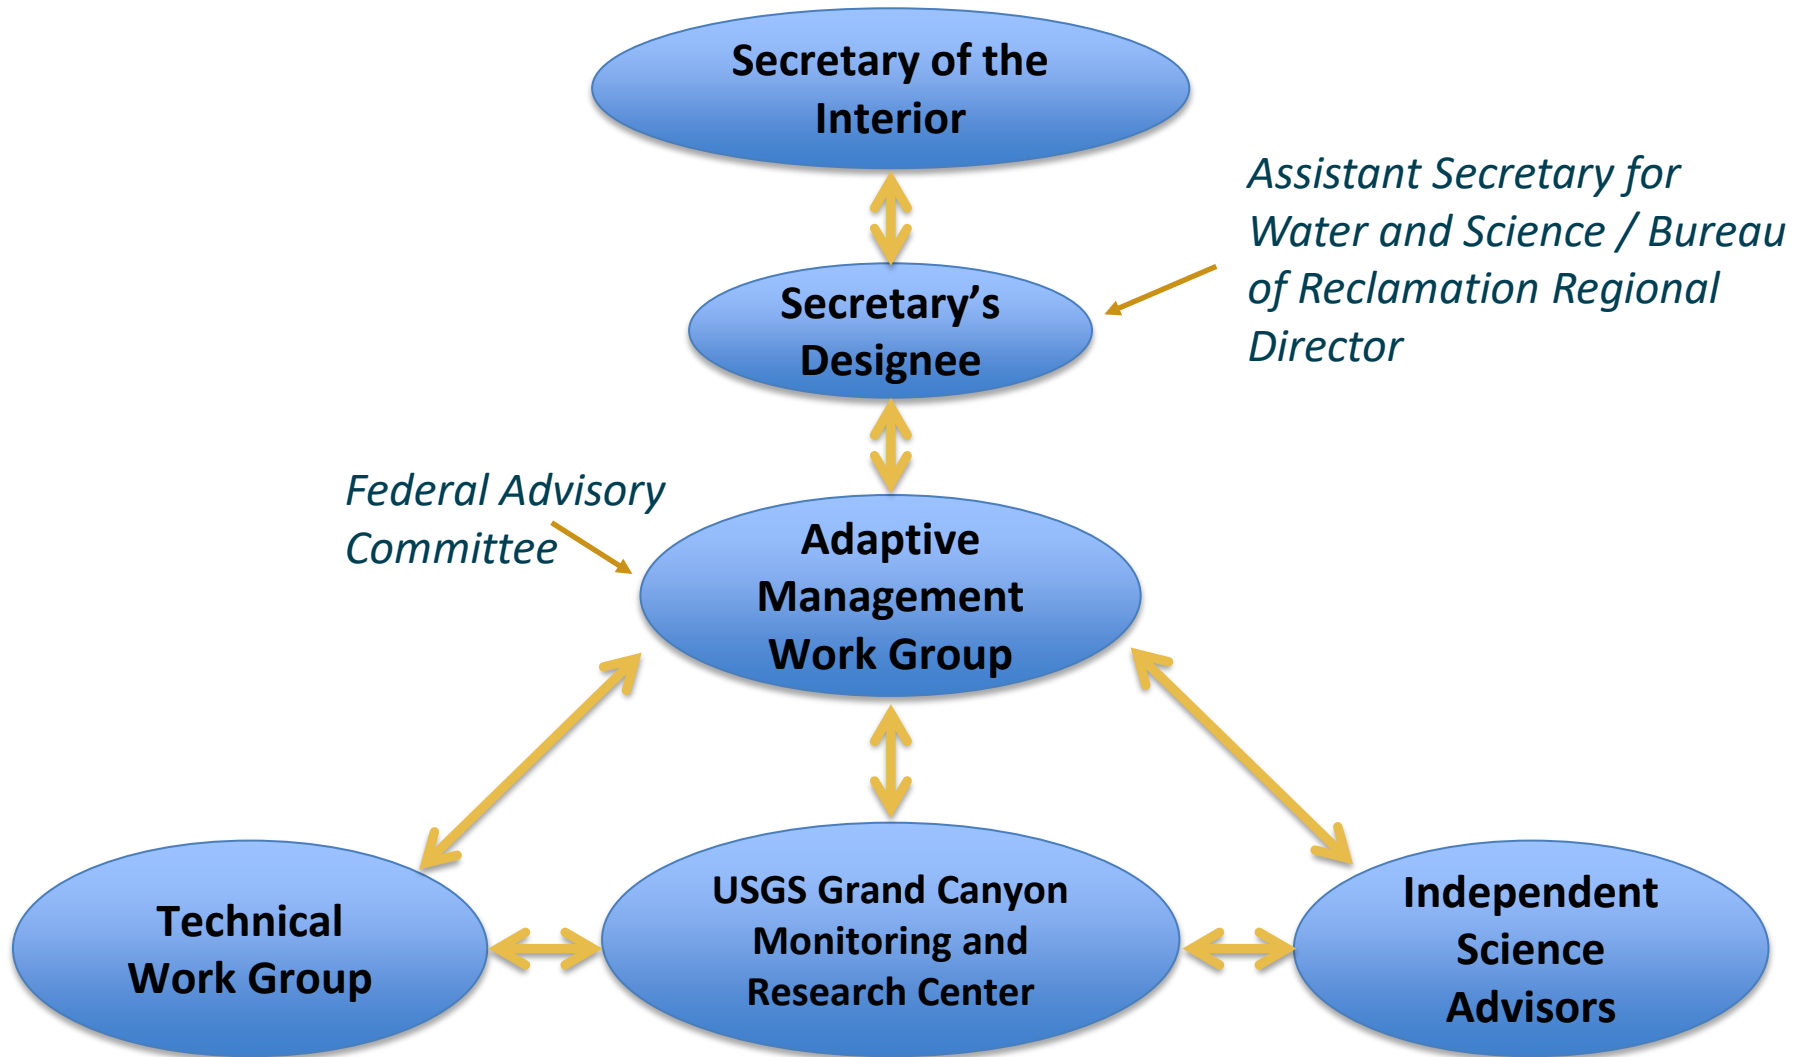 Secretary of the
Interior
Assistant Secretary for
Water and Science / Bureau
of Reclamation Regional
Director
Secretary’s
Designee
Federal Advisory
Committee
Adaptive
Management
Work Group
Technical
Work Group
USGS Grand Canyon
Monitoring and
Research Center
Independent
Science
Advisors